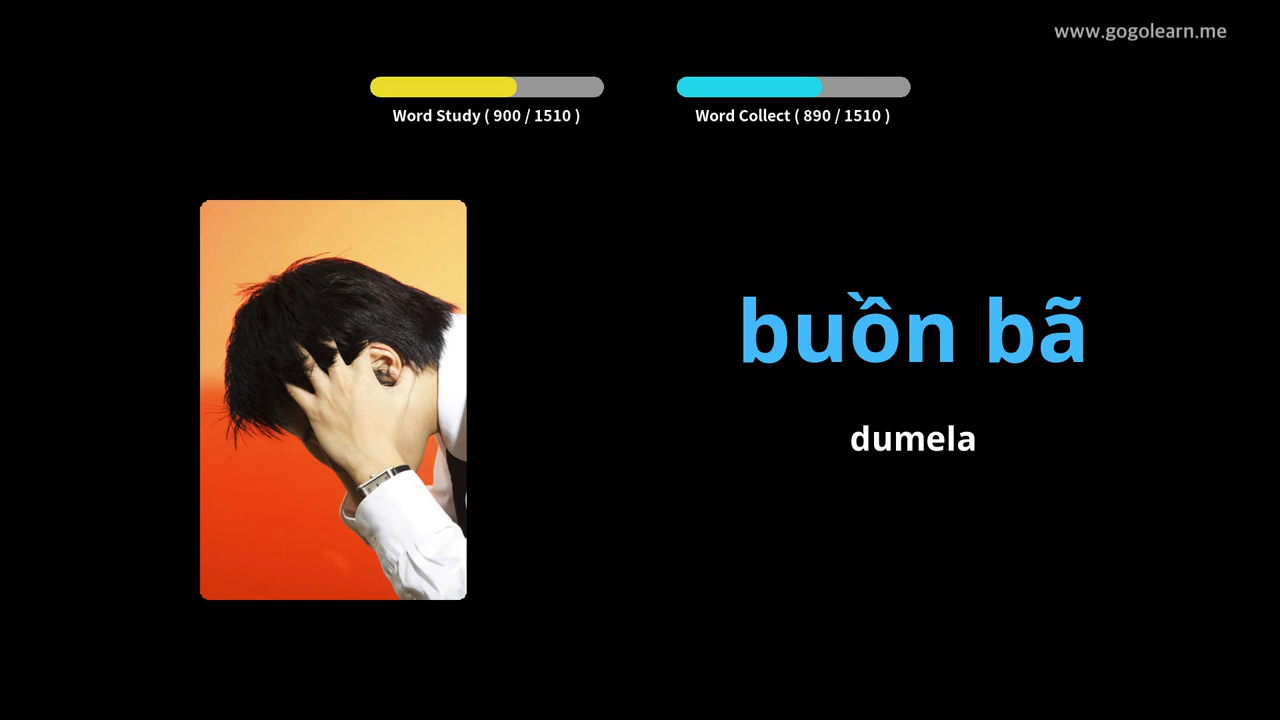 www.gogolearn.me
Word Study ( 900 / 1510 )
Word Collect ( 890 / 1510 )
buồn bã
dumela